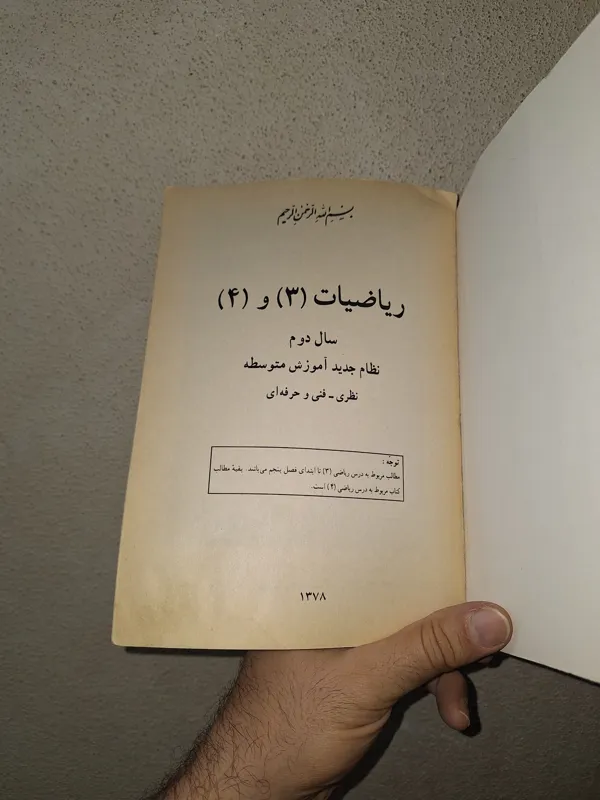 بسم الله الرحمن الرحیم
ریاضیات (۳) و (۴)
سال دوم
نظام جدید آموزش متوسطه
نظری - فنی و حرفه‌ای
توجه :
مطالب مربوط به درس ریاضی (۳) تا ابتدای فصل پنجم می‌باشد. بقیهٔ مطالب
کتاب مربوط به درس ریاضی (۴) است.
۱۳۷۸